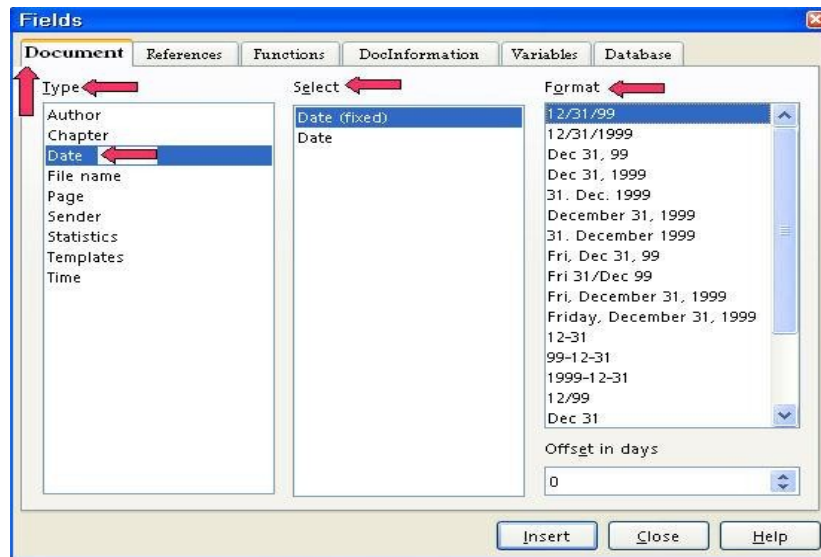 Fields
Document References Functions DocInformation Variables Database
Type
Author
Chapter
Date
File name
Page
Sender
Statistics
Templates
Time
Select
Date (fixed)
Date
Format
12/31/99
12/31/1999
Dec 31, 99
Dec 31, 1999
31. Dec. 1999
December 31, 1999
31. December 1999
Fri, Dec 31, 99
Fri 31/Dec 99
Fri, December 31, 1999
Friday, December 31, 1999
12-31
99-12-31
1999-12-31
12/99
Dec 31
Offset in days
0
Insert Close Help